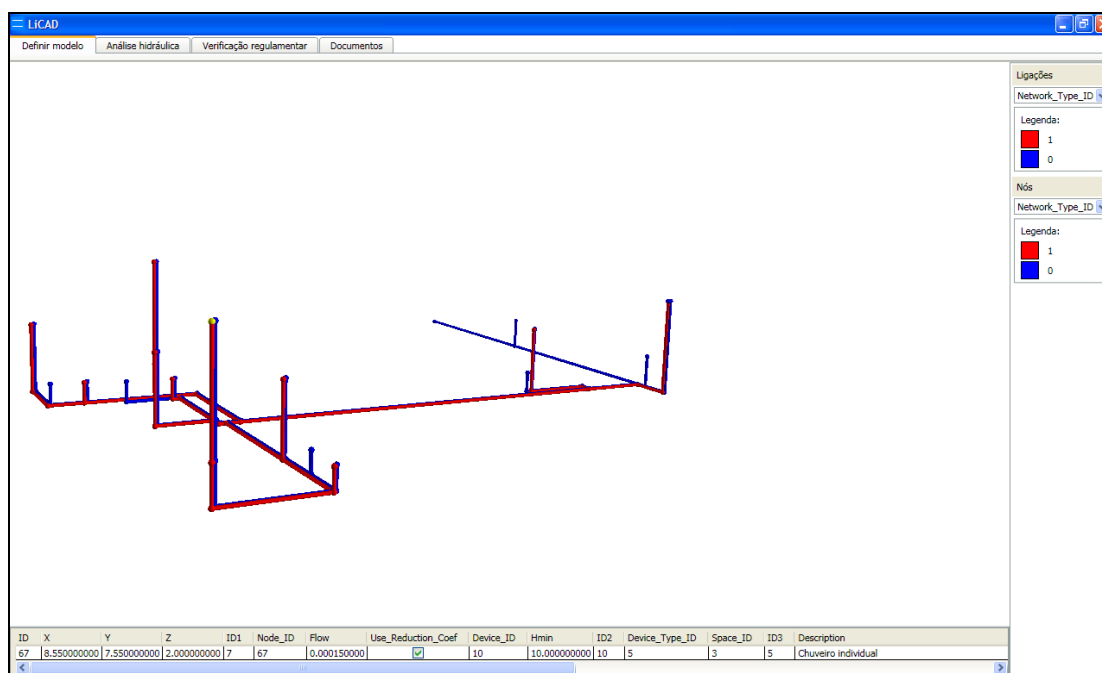 LiCAD
Definir modelo Análise hidráulica Verificação regulamentar Documentos
Ligações
Network_Type_ID
Legenda:
1
0
Nós
Network_Type_ID
Legenda:
1
0
ID X Y Z ID1 Node_ID Flow Use_Reduction_Coef Device_ID Hmin ID2 Device_Type_ID Space_ID ID3 Description
67 8.550000000 7.550000000 2.000000000 7 67 0.000150000 10 10.000000000 10 5 3 5 Chuveiro individual